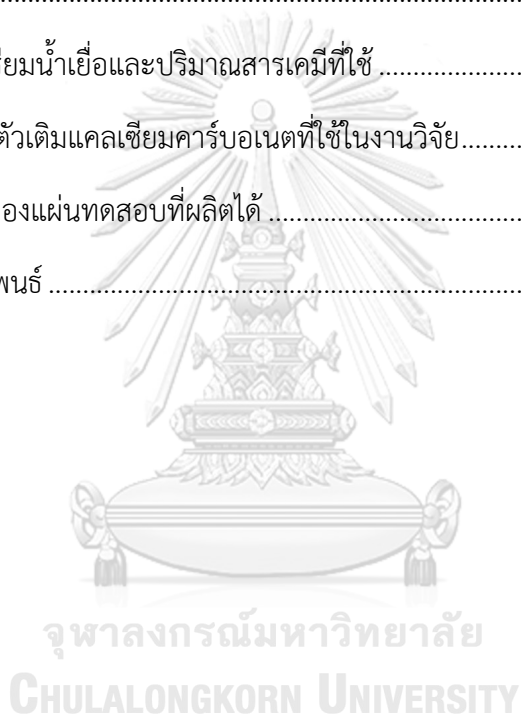 ................................................................
ียมน้ำเยื่อและปริมาณสารเคมีที่ใช้ ......................
ตัวเติมแคลเซียมคาร์บอเนตที่ใช้ในงานวิจัย.........
องแผ่นทดสอบที่ผลิตได้ .......................................
พนธ์ .......................................................................
จุฬาลงกรณ์มหาวิทยาลัย
CHULALONGKORN UNIVERSITY